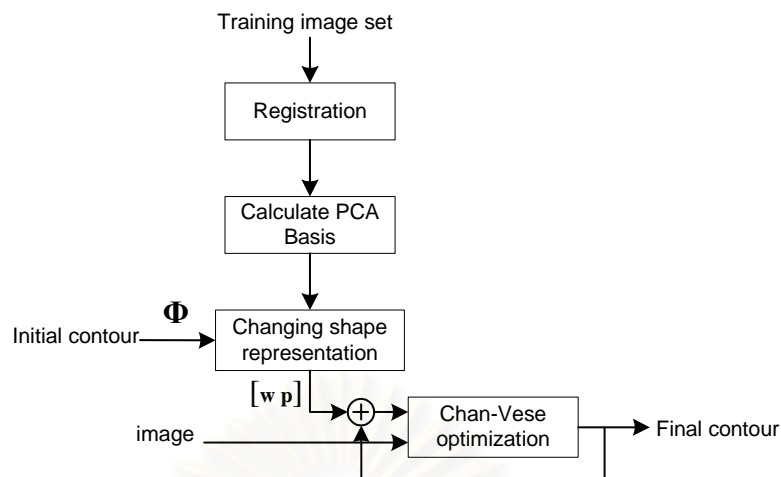 Training image set
Registration
Calculate PCA
Basis
Φ
Initial contour
Changing shape
representation
[w p]
+
Chan-Vese
optimization
image
Final contour